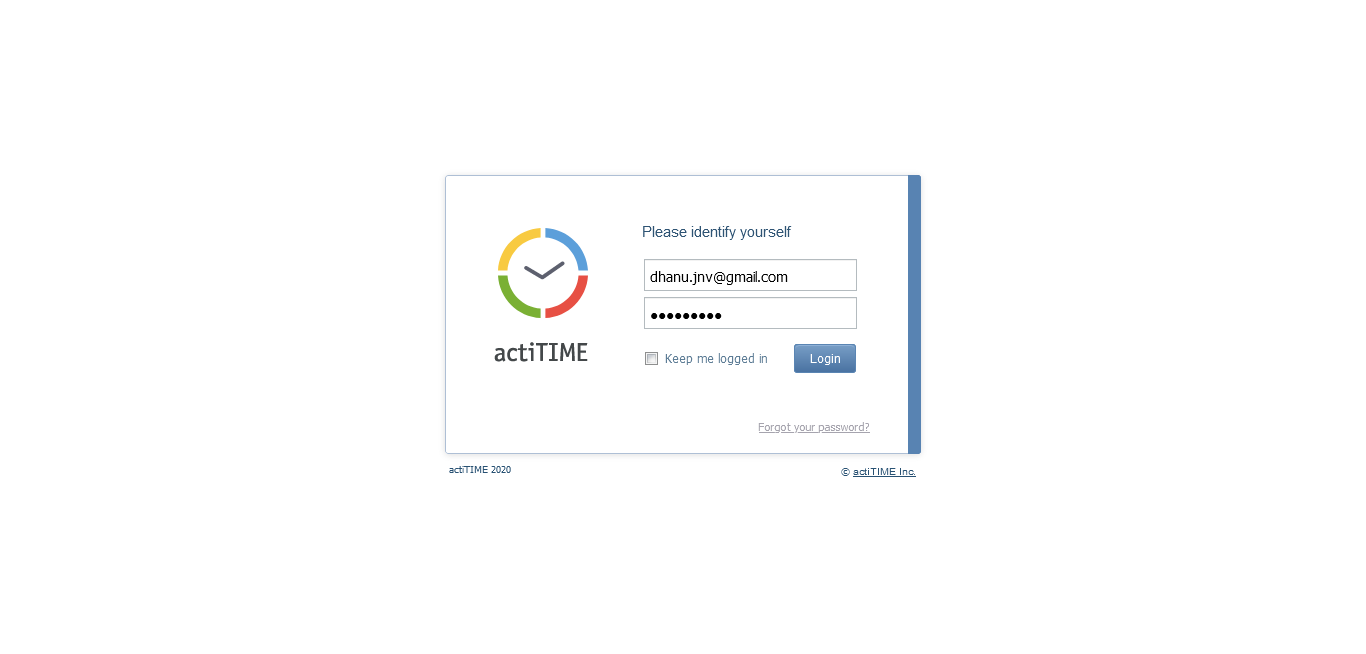 Please identify yourself
dhanu.jnv@gmail.com
•••••••••
actiTIME
Keep me logged in
Login
Forgot your password?
actiTIME 2020
© actiTIME Inc.